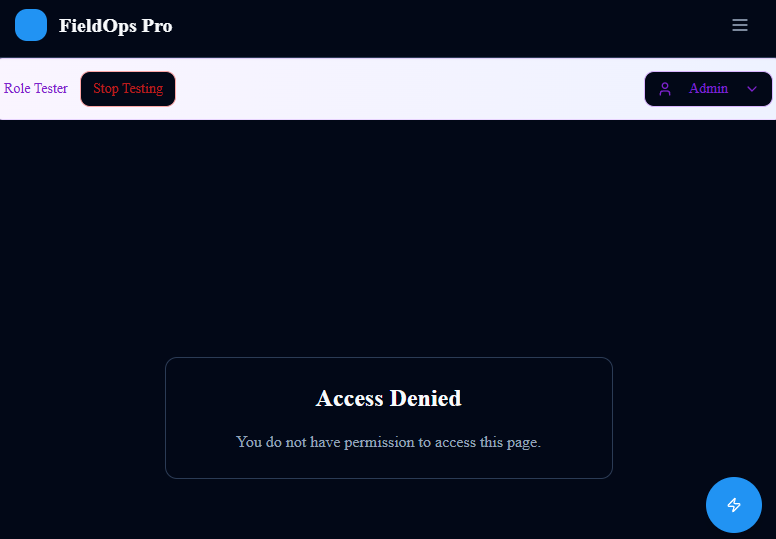 FieldOps Pro
Role Tester Stop Testing Admin
Access Denied
You do not have permission to access this page.